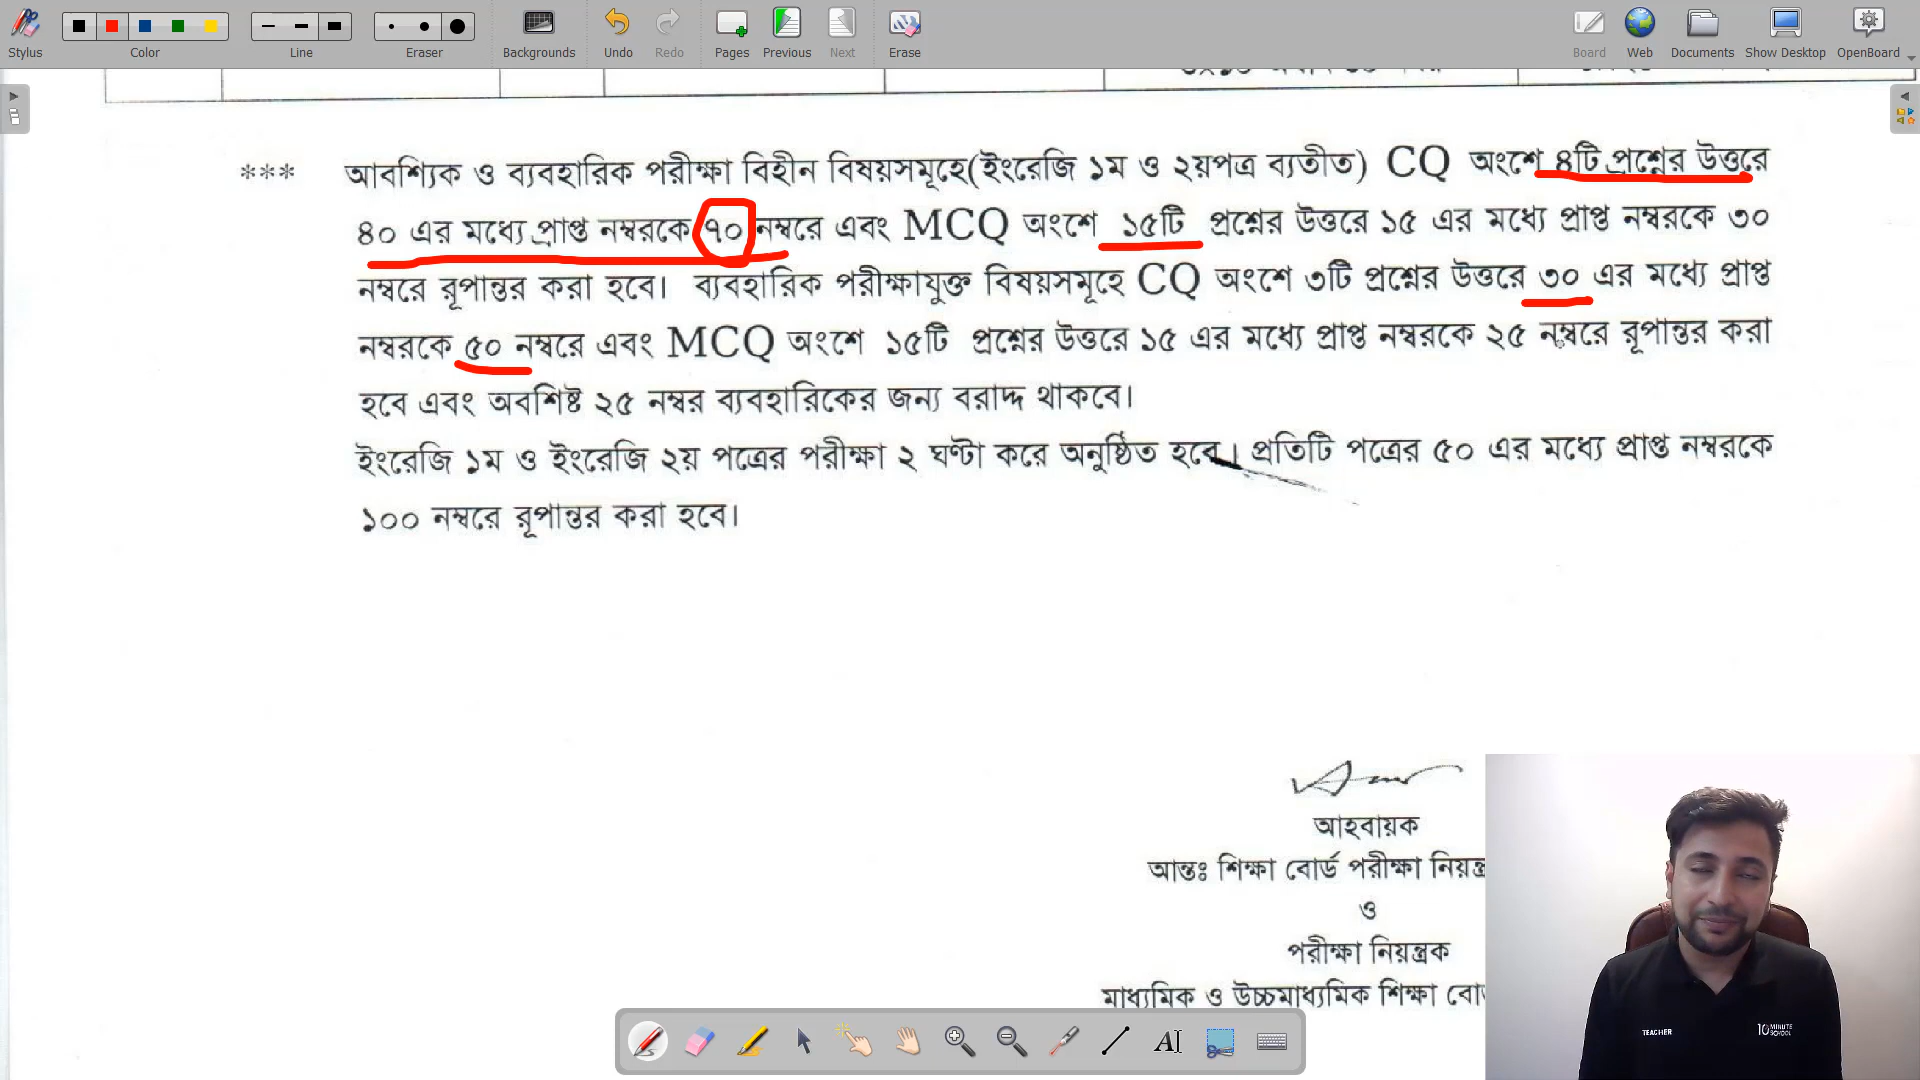 Stylus Color Line Eraser Backgrounds Undo Redo Pages Previous Next Erase Board Web Documents Show Desktop OpenBoard
*** আবশ্যিক ও ব্যবহারিক পরীক্ষা বিহীন বিষয়সমূহে(ইংরেজি ১ম ও ২য়পত্র ব্যতীত) CQ অংশে ৪টি প্রশ্নের উত্তরে
৪০ এর মধ্যে প্রাপ্ত নম্বরকে ৭০ নম্বরে এবং MCQ অংশে ১৫টি প্রশ্নের উত্তরে ১৫ এর মধ্যে প্রাপ্ত নম্বরকে ৩০
নম্বরে রূপান্তর করা হবে। ব্যবহারিক পরীক্ষাযুক্ত বিষয়সমূহে CQ অংশে ৩টি প্রশ্নের উত্তরে ৩০ এর মধ্যে প্রাপ্ত
নম্বরকে ৫০ নম্বরে এবং MCQ অংশে ১৫টি প্রশ্নের উত্তরে ১৫ এর মধ্যে প্রাপ্ত নম্বরকে ২৫ নম্বরে রূপান্তর করা
হবে এবং অবশিষ্ট ২৫ নম্বর ব্যবহারিকের জন্য বরাদ্দ থাকবে।
ইংরেজি ১ম ও ইংরেজি ২য় পত্রের পরীক্ষা ২ ঘণ্টা করে অনুষ্ঠিত হবে। প্রতিটি পত্রের ৫০ এর মধ্যে প্রাপ্ত নম্বরকে
১০০ নম্বরে রূপান্তর করা হবে।
আহবায়ক
আন্তঃ শিক্ষা বোর্ড পরীক্ষা
ও
পরীক্ষা নিয়ন্ত্রক
মাধ্যমিক ও উচ্চমাধ্যমিক শিক্ষা
TEACHER
10 MINUTE SCHOOL